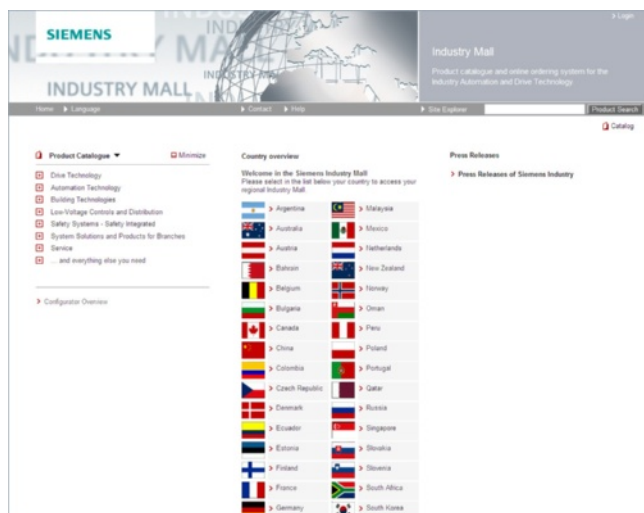 SIEMENS
INDUSTRY MALL
Login
Industry Mall
Product catalogue and online ordering system for the
Industry Automation and Drive Technology
Home Language Contact Help Site Explorer Product Search
Catalog
Product Catalogue Minimize
Drive Technology
Automation Technology
Building Technologies
Low-Voltage Controls and Distribution
Safety Systems - Safety Integrated
System Solutions and Products for Branches
Service
... and everything else you need
Configurator Overview
Country overview
Welcome in the Siemens Industry Mall
Please select in the list below your country to access your
regional Industry Mall
Argentina Malaysia
Australia Mexico
Austria Netherlands
Bahrain New Zealand
Belgium Norway
Bulgaria Oman
Canada Peru
China Poland
Colombia Portugal
Czech Republic Qatar
Denmark Russia
Ecuador Singapore
Estonia Slovakia
Finland Slovenia
France South Africa
Germany South Korea
Press Releases
Press Releases of Siemens Industry